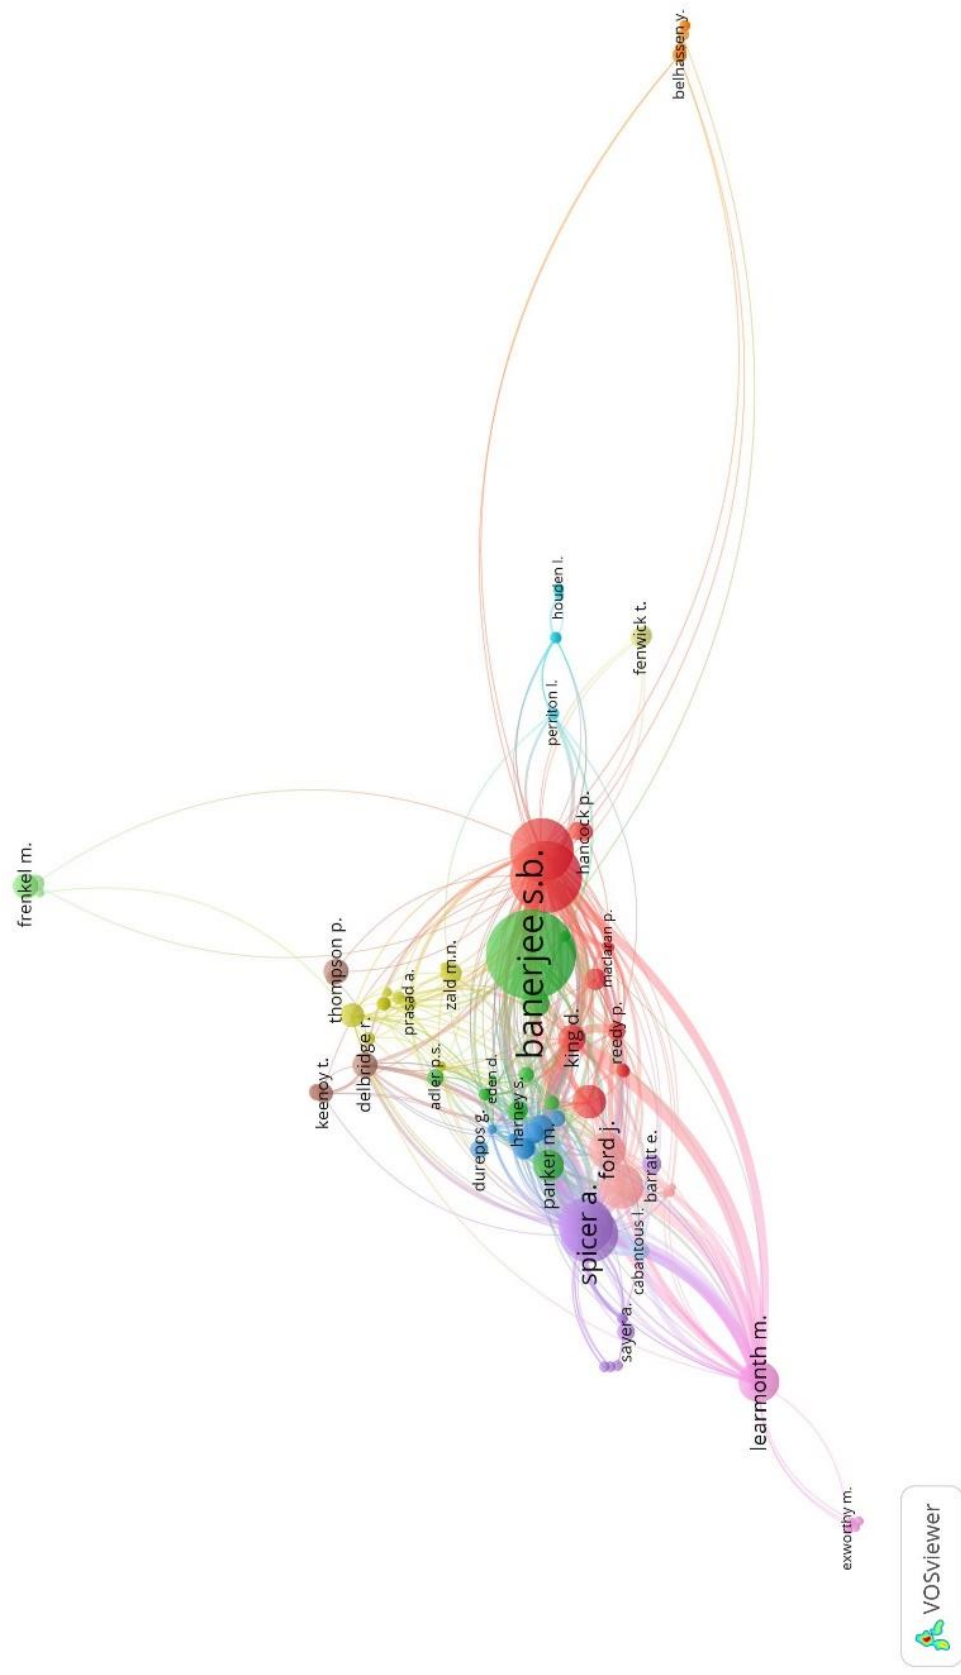 frenkel m.
belhassen y.
houden l.
perriton l.
fenwick t.
hancock p.
thompson p.
prasad a.
zald m.n.
banerjee s.b.
maclaran p.
keenoy t.
delbridge r.
adler p.s.
eden d.
king d.
reedy p.
durepos g.
harney s.
parker m.
ford j.
barratt e.
spicer a.
cabantous l.
sayer a.
learmonth m.
exworthy m.
VOSviewer